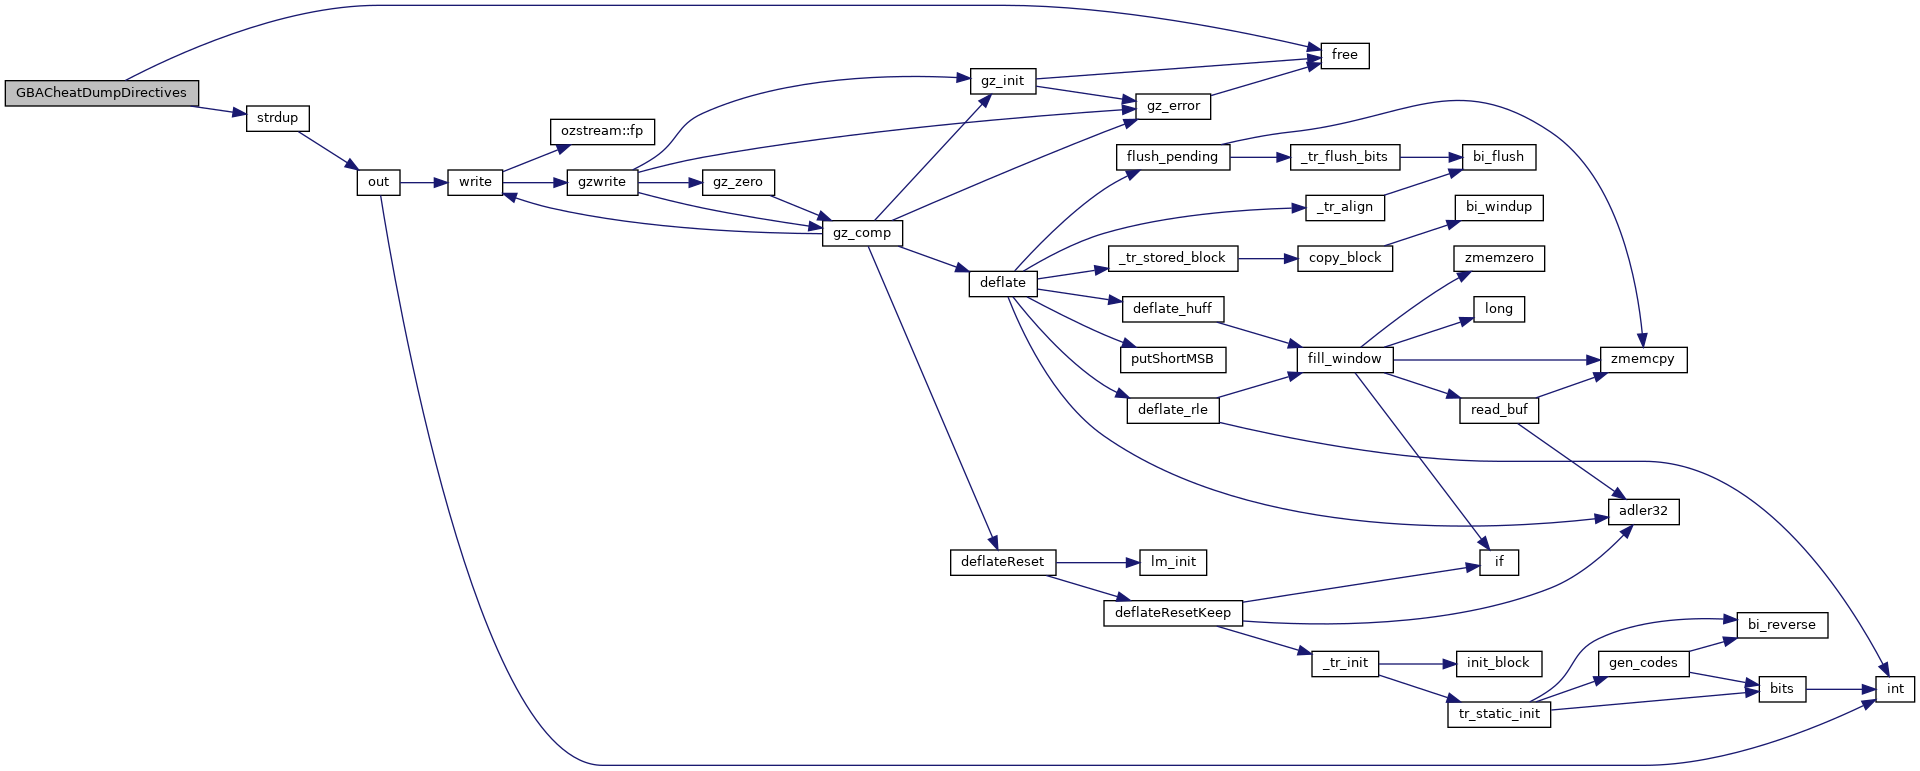 GBACheatDumpDirectives
strdup
out
write
ozstream::fp
gzwrite
gz_zero
gz_comp
gz_init
gz_error
free
flush_pending
_tr_flush_bits
bi_flush
_tr_align
bi_windup
deflate
_tr_stored_block
copy_block
zmemzero
deflate_huff
long
putShortMSB
fill_window
zmemcpy
deflate_rle
read_buf
adler32
deflateReset
lm_init
if
deflateResetKeep
bi_reverse
_tr_init
init_block
gen_codes
bits
int
tr_static_init